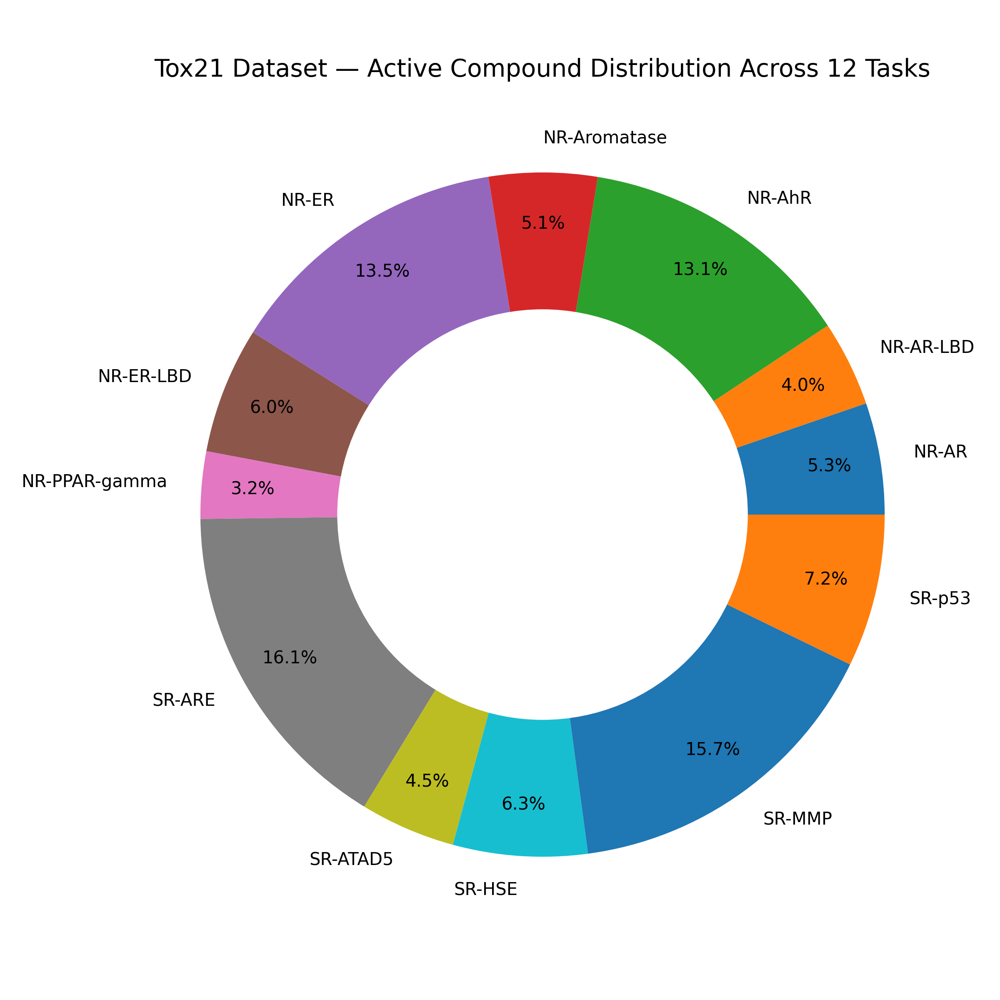 Tox21 Dataset — Active Compound Distribution Across 12 Tasks
NR-Aromatase
NR-ER
NR-AhR
5.1%
13.5%
13.1%
NR-AR-LBD
NR-ER-LBD
4.0%
6.0%
NR-AR
5.3%
NR-PPAR-gamma
3.2%
7.2%
SR-p53
16.1%
SR-ARE
15.7%
4.5%
6.3%
SR-MMP
SR-ATAD5
SR-HSE